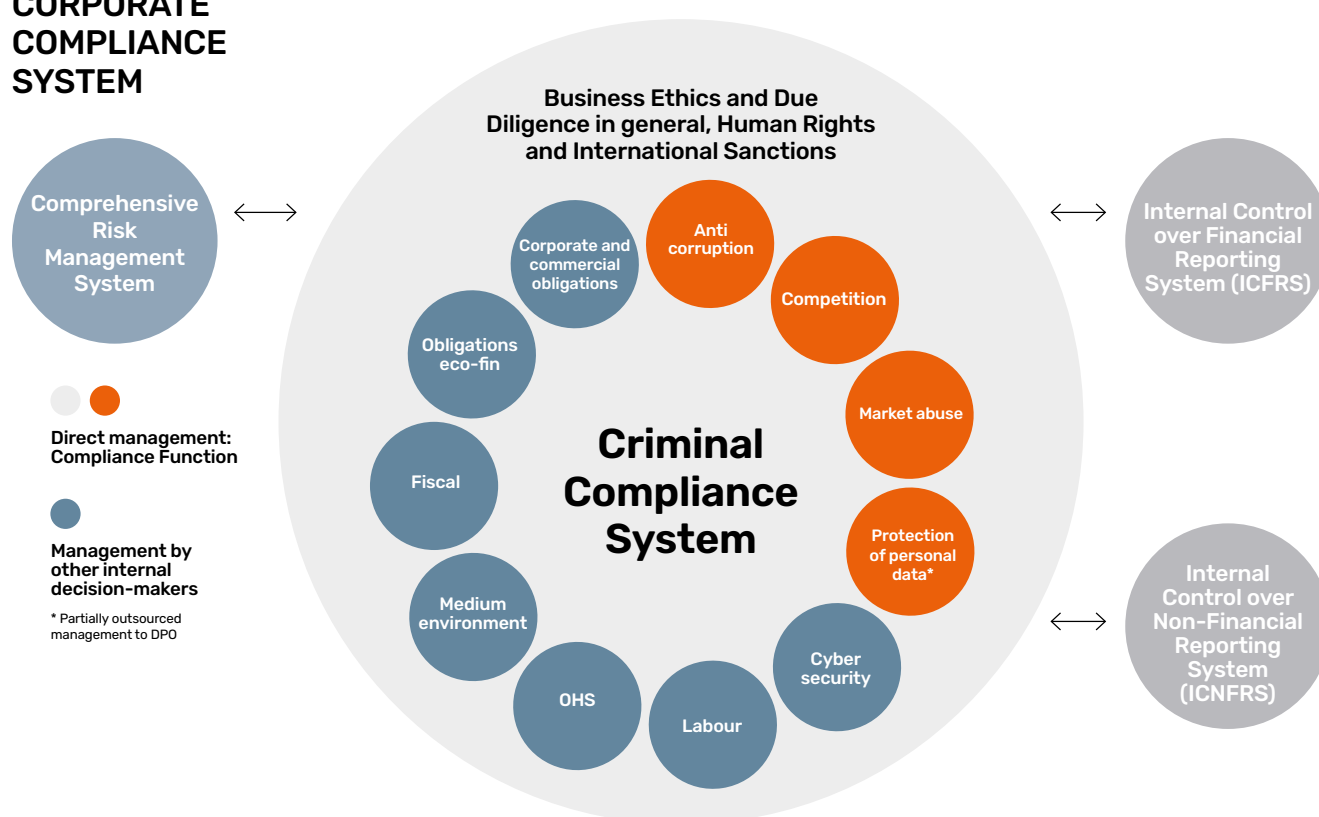 CORPORATE
COMPLIANCE
SYSTEM
Business Ethics and Due
Diligence in general, Human Rights
and International Sanctions
Comprehensive
Risk
Management
System
Internal Control
over Financial
Reporting
System (ICFRS)
Anti
corruption
Corporate and
commercial
obligations
Competition
Obligations
eco-fin
Market abuse
Direct management:
Compliance Function
Criminal
Compliance
System
Fiscal
Protection
of personal
data*
Management by
other internal
decision-makers
* Partially outsourced
management to DPO
Medium
environment
Internal
Control over
Non-Financial
Reporting
System
(ICNFRS)
Cyber
security
OHS
Labour